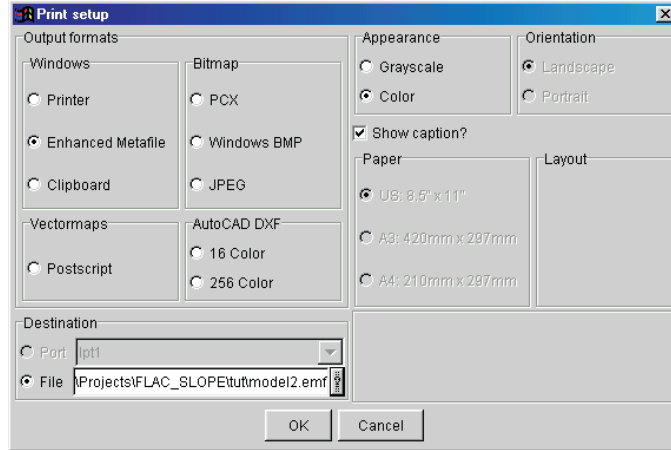 Print setup
Output formats
Windows
Printer
Enhanced Metafile
Clipboard
Bitmap
PCX
Windows BMP
JPEG
Vectormaps
Postscript
AutoCAD DXF
16 Color
256 Color
Appearance
Grayscale
Color
Orientation
Landscape
Portrait
Show caption?
Paper
US: 8.5" x 11"
A3: 420mm x 297mm
A4: 210mm x 297mm
Layout
Destination
Port lpt1
File \Projects\FLAC_SLOPE\tut\model2.emf
OK Cancel